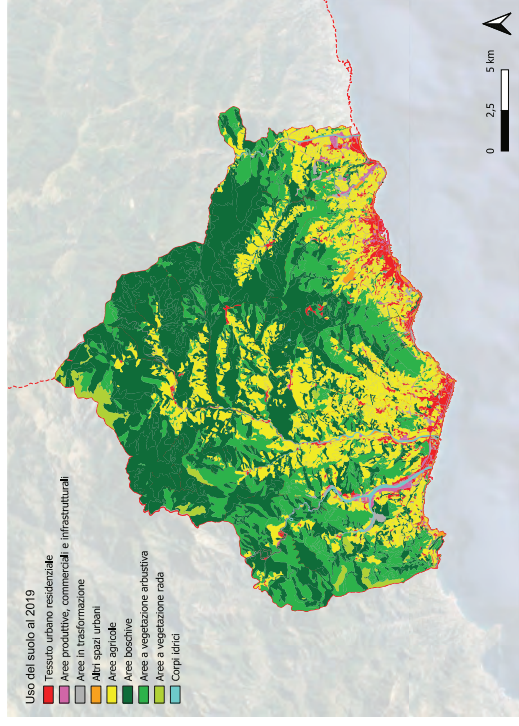 Uso del suolo al 2019
Tessuto urbano residenziale
Aree produttive, commerciali e infrastrutturali
Aree in trasformazione
Altri spazi urbani
Aree agricole
Aree boschive
Aree a vegetazione arbustiva
Aree a vegetazione rada
Corpi idrici
0 2,5 5 km